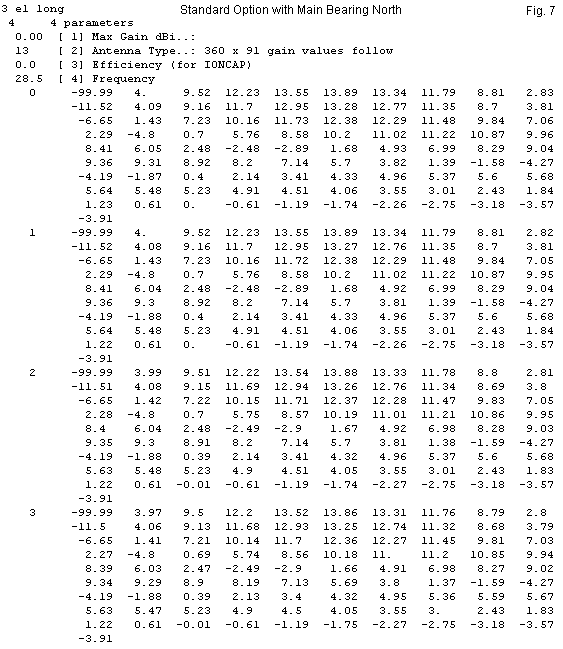 3 el long Standard Option with Main Bearing North Fig. 7
4 4 parameters
0.00 [ 1] Max Gain dBi..:
13 [ 2] Antenna Type..: 360 x 91 gain values follow
0.0 [ 3] Efficiency (for IONCAP)
28.5 [ 4] Frequency
0 -99.99 4. 9.52 12.23 13.55 13.89 13.34 11.79 8.81 2.83
-11.52 4.09 9.16 11.7 12.95 13.28 12.77 11.35 8.7 3.81
-6.65 1.43 7.23 10.16 11.73 12.38 12.29 11.48 9.84 7.06
2.29 -4.8 0.7 5.76 8.58 10.2 11.02 11.22 10.87 9.96
8.41 6.05 2.48 -2.48 -2.89 1.68 4.93 6.99 8.29 9.04
9.36 9.31 8.92 8.2 7.14 5.7 3.82 1.39 -1.58 -4.27
-4.19 -1.87 0.4 2.14 3.41 4.33 4.96 5.37 5.6 5.68
5.64 5.48 5.23 4.91 4.51 4.06 3.55 3.01 2.43 1.84
1.23 0.61 0. -0.61 -1.19 -1.74 -2.26 -2.75 -3.18 -3.57
-3.91
1 -99.99 4. 9.52 12.23 13.55 13.89 13.34 11.79 8.81 2.82
-11.52 4.08 9.16 11.7 12.95 13.27 12.76 11.35 8.7 3.81
-6.65 1.43 7.23 10.16 11.72 12.38 12.29 11.48 9.84 7.05
2.29 -4.8 0.7 5.76 8.58 10.2 11.02 11.22 10.87 9.95
8.41 6.04 2.48 -2.48 -2.89 1.68 4.92 6.99 8.29 9.04
9.36 9.3 8.92 8.2 7.14 5.7 3.81 1.39 -1.58 -4.27
-4.19 -1.88 0.4 2.14 3.41 4.33 4.96 5.37 5.6 5.68
5.64 5.48 5.23 4.91 4.51 4.06 3.55 3.01 2.43 1.84
1.22 0.61 0. -0.61 -1.19 -1.74 -2.26 -2.75 -3.18 -3.57
-3.91
2 -99.99 3.99 9.51 12.22 13.54 13.88 13.33 11.78 8.8 2.81
-11.51 4.08 9.15 11.69 12.94 13.26 12.76 11.34 8.69 3.8
-6.65 1.42 7.22 10.15 11.71 12.37 12.28 11.47 9.83 7.05
2.28 -4.8 0.7 5.75 8.57 10.19 11.01 11.21 10.86 9.95
8.4 6.04 2.48 -2.49 -2.9 1.67 4.92 6.98 8.28 9.03
9.35 9.3 8.91 8.2 7.14 5.7 3.81 1.38 -1.59 -4.27
-4.19 -1.88 0.39 2.14 3.41 4.32 4.96 5.37 5.6 5.68
5.63 5.48 5.23 4.9 4.51 4.05 3.55 3.01 2.43 1.83
1.22 0.61 -0.01 -0.61 -1.19 -1.74 -2.27 -2.75 -3.18 -3.57
-3.91
3 -99.99 3.97 9.5 12.2 13.52 13.86 13.31 11.76 8.79 2.8
-11.5 4.06 9.13 11.68 12.93 13.25 12.74 11.32 8.68 3.79
-6.65 1.41 7.21 10.14 11.7 12.36 12.27 11.45 9.81 7.03
2.27 -4.8 0.69 5.74 8.56 10.18 11. 11.2 10.85 9.94
8.39 6.03 2.47 -2.49 -2.9 1.66 4.91 6.98 8.27 9.02
9.34 9.29 8.9 8.19 7.13 5.69 3.8 1.37 -1.59 -4.27
-4.19 -1.88 0.39 2.13 3.4 4.32 4.95 5.36 5.59 5.67
5.63 5.47 5.23 4.9 4.5 4.05 3.55 3. 2.43 1.83
1.22 0.61 -0.01 -0.61 -1.19 -1.75 -2.27 -2.75 -3.18 -3.57
-3.91